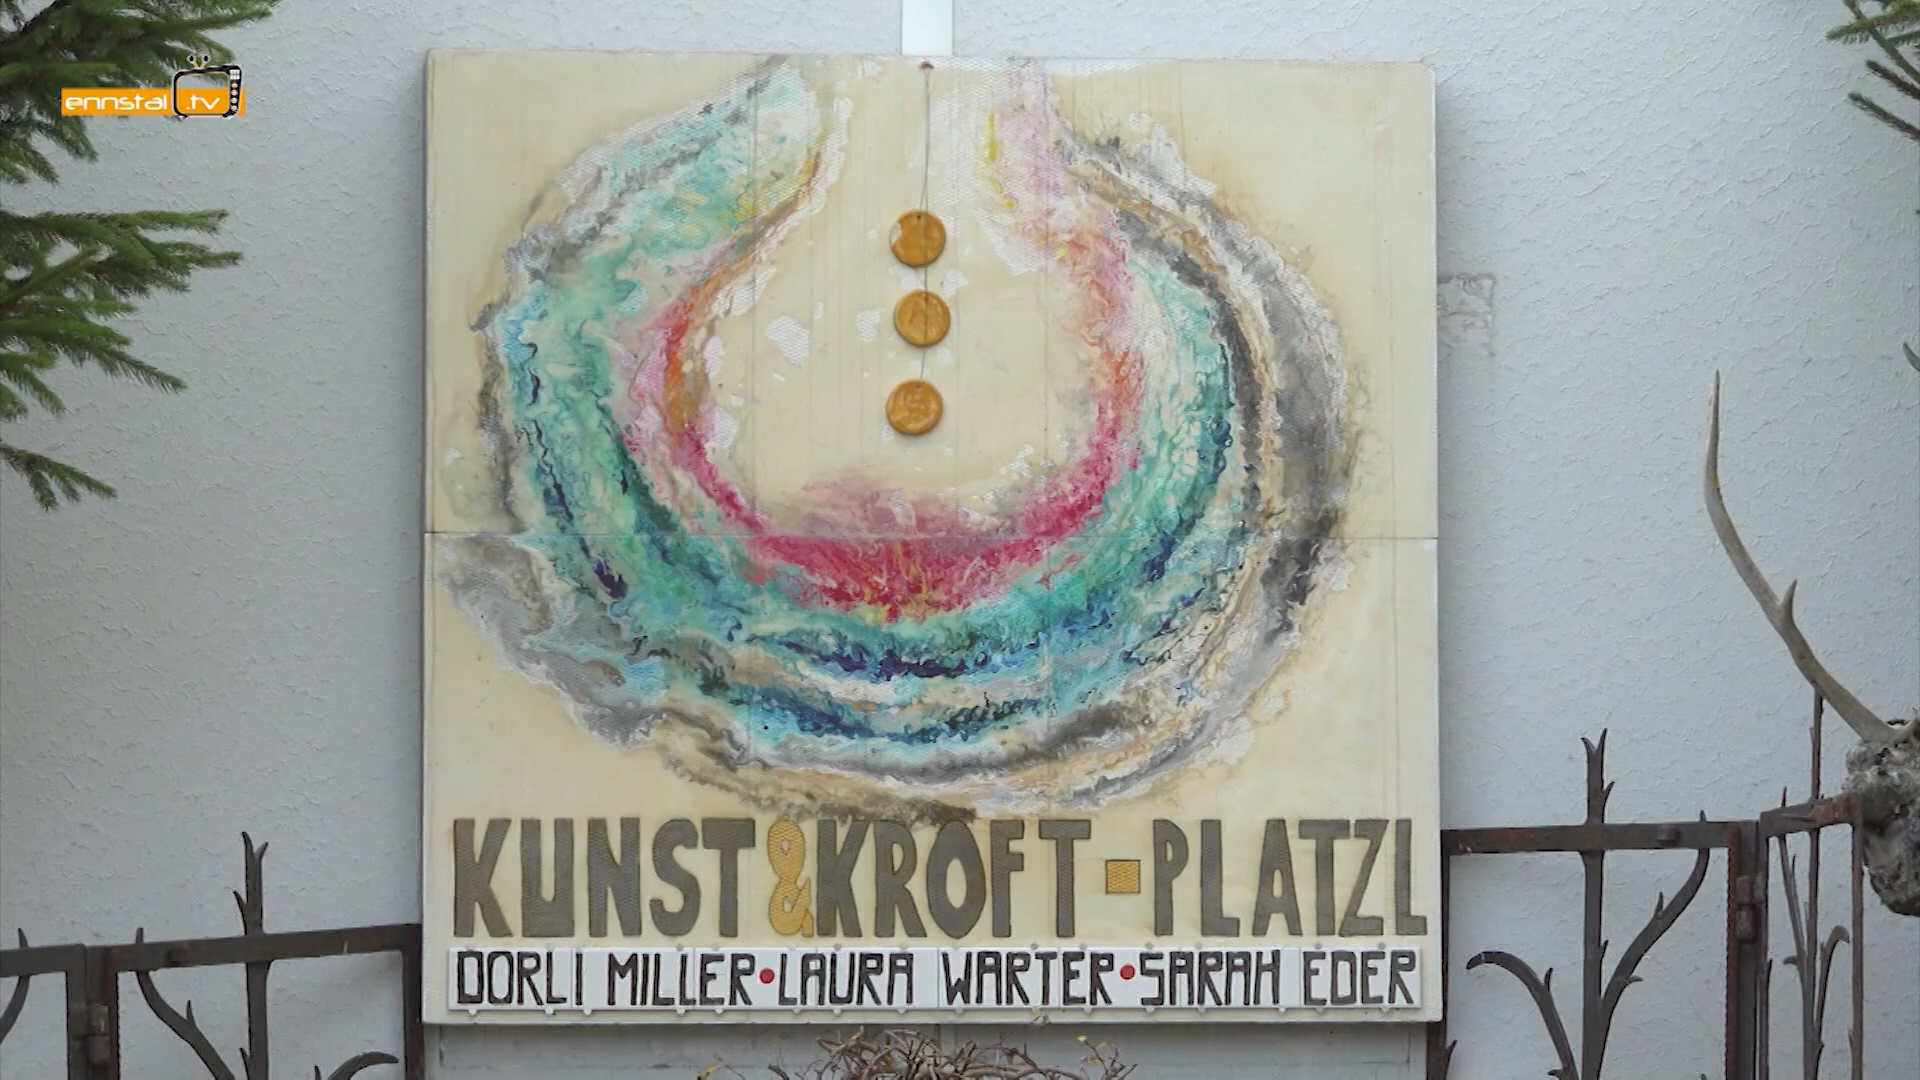 ennstal .tv
KUNST&KROFT-PLATZL
DORLI MILLER•LAURA WARTER•SARAH EDER